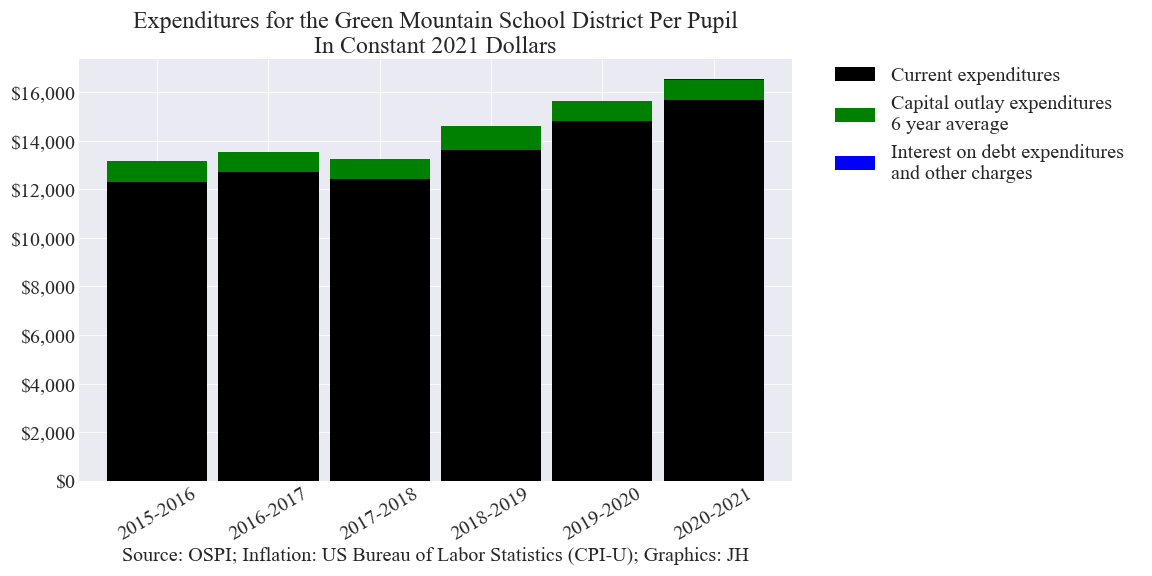 Expenditures for the Green Mountain School District Per Pupil
In Constant 2021 Dollars
$16,000
$14,000
$12,000
$10,000
$8,000
$6,000
$4,000
$2,000
$0
2015-2016
2016-2017
2017-2018
2018-2019
2019-2020
2020-2021
Source: OSPI; Inflation: US Bureau of Labor Statistics (CPI-U); Graphics: JH
Current expenditures
Capital outlay expenditures
6 year average
Interest on debt expenditures
and other charges